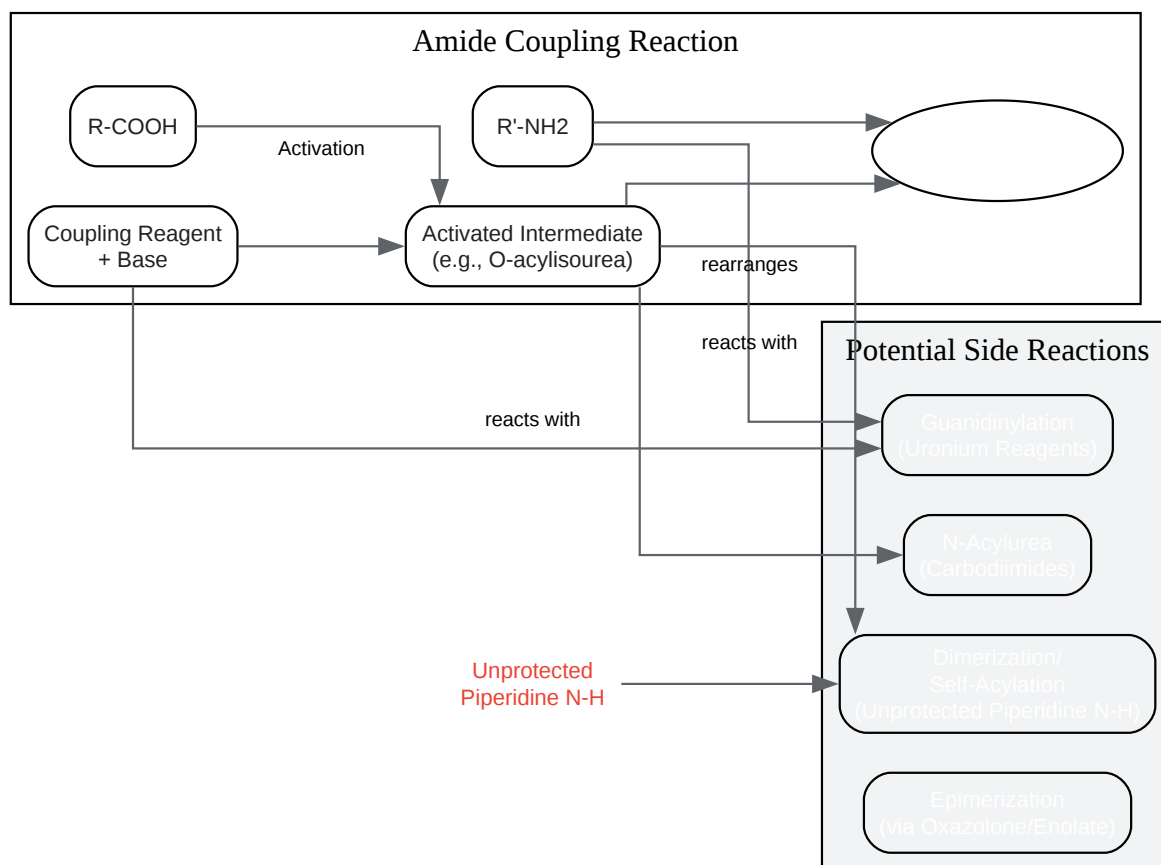 Amide Coupling Reaction
R-COOH
R'-NH2
Activation
Coupling Reagent
+ Base
Activated Intermediate
(e.g., O-acylisourea)
rearranges
reacts with
Potential Side Reactions
reacts with
Guanidinylation
(Uronium Reagents)
N-Acylurea
(Carbodiimides)
Unprotected
Piperidine N-H
Dimerization/
Self-Acylation
(Unprotected Piperidine N-H)
Epimerization
(via Oxazolone/Enolate)